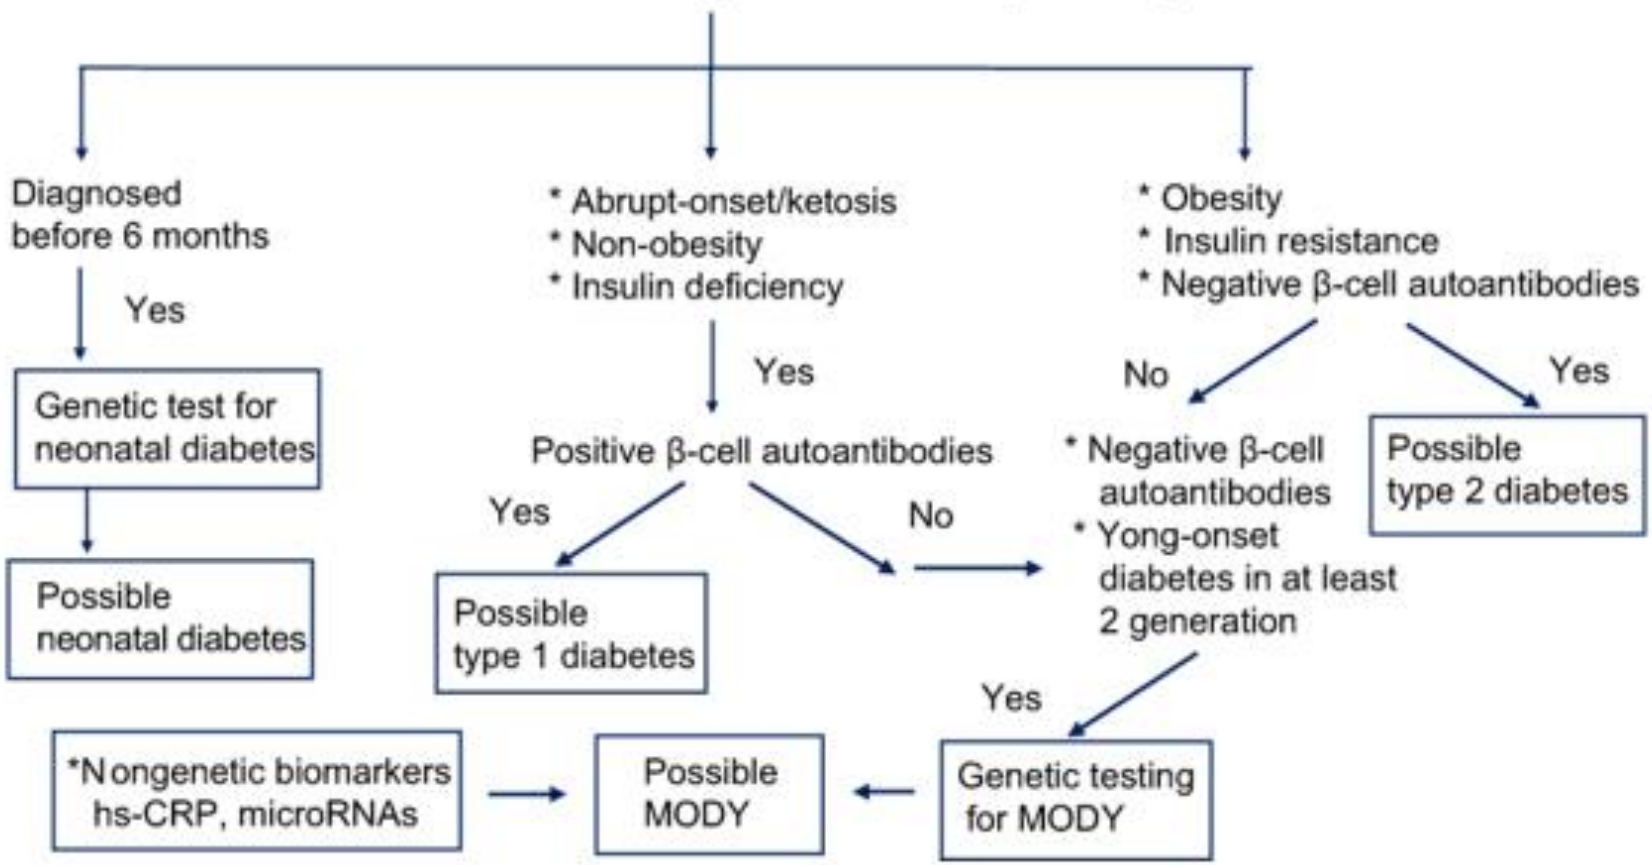 Diagnosed
before 6 months
Yes
Genetic test for
neonatal diabetes
Possible
neonatal diabetes
* Abrupt-onset/ketosis
* Non-obesity
* Insulin deficiency
Yes
Positive β-cell autoantibodies
Yes
No
Possible
type 1 diabetes
* Obesity
* Insulin resistance
* Negative β-cell autoantibodies
No
Yes
* Negative β-cell
autoantibodies
* Yong-onset
diabetes in at least
2 generation
Possible
type 2 diabetes
Yes
Genetic testing
for MODY
Possible
MODY
*Nongenetic biomarkers
hs-CRP, microRNAs